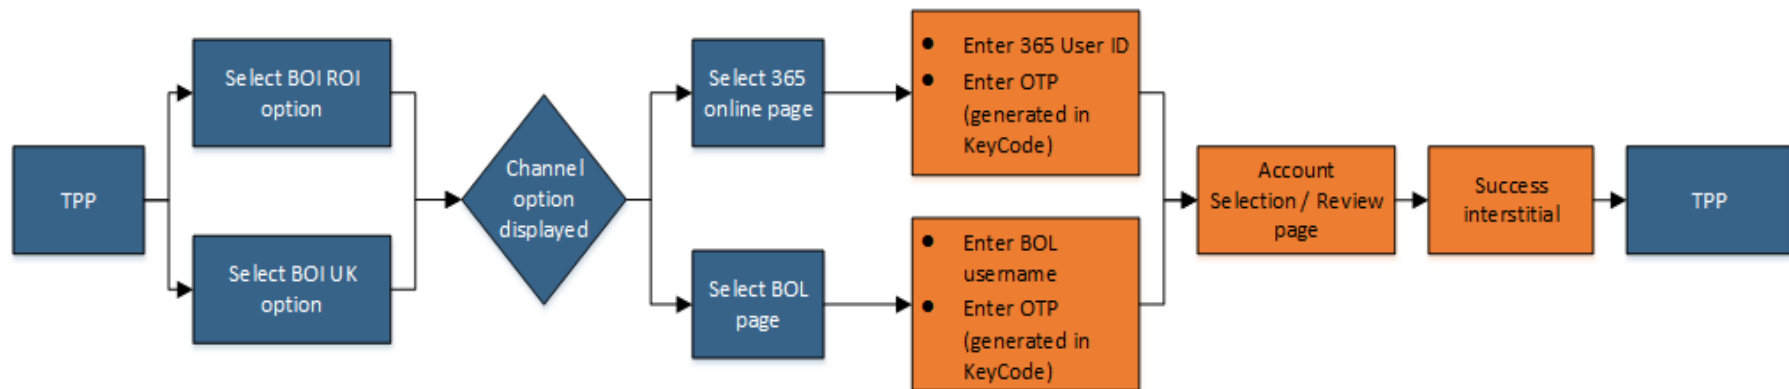 TPP
Select BOI ROI
option
Select BOI UK
option
Channel
option
displayed
Select 365
online page
Select BOL
page
● Enter 365 User ID
● Enter OTP
(generated in
KeyCode)
● Enter BOL
username
● Enter OTP
(generated in
KeyCode)
Account
Selection / Review
page
Success
interstitial
TPP